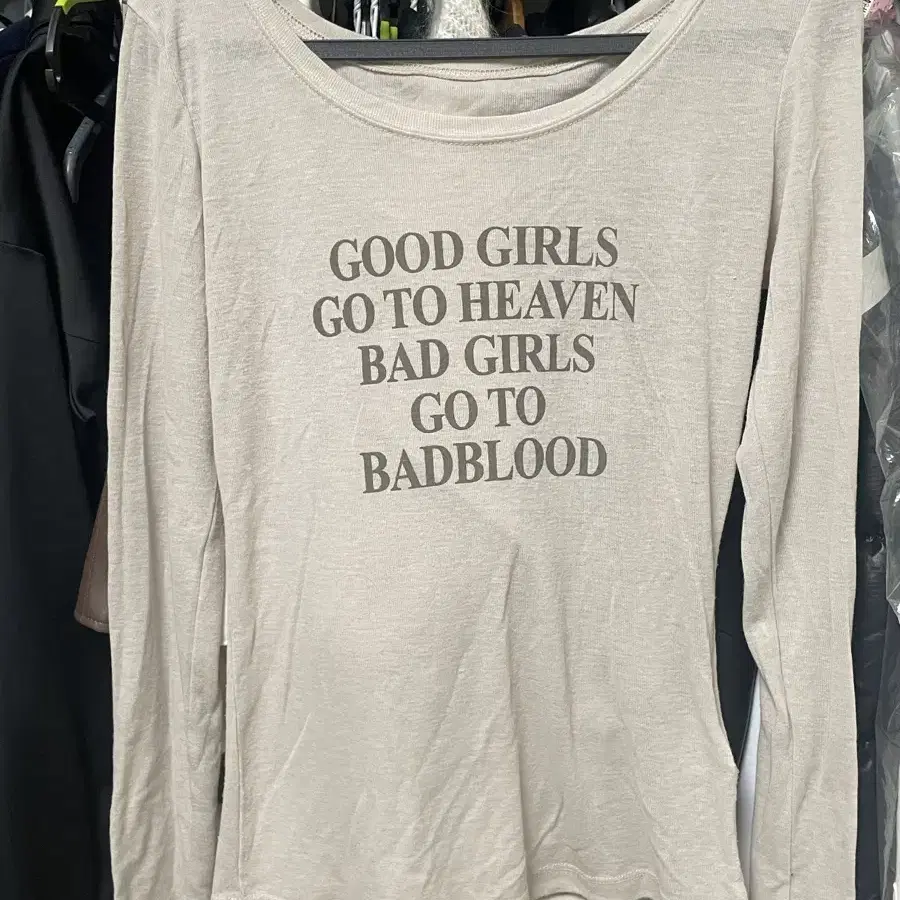 GOOD GIRLS
GO TO HEAVEN
BAD GIRLS
GO TO
BADBLOOD